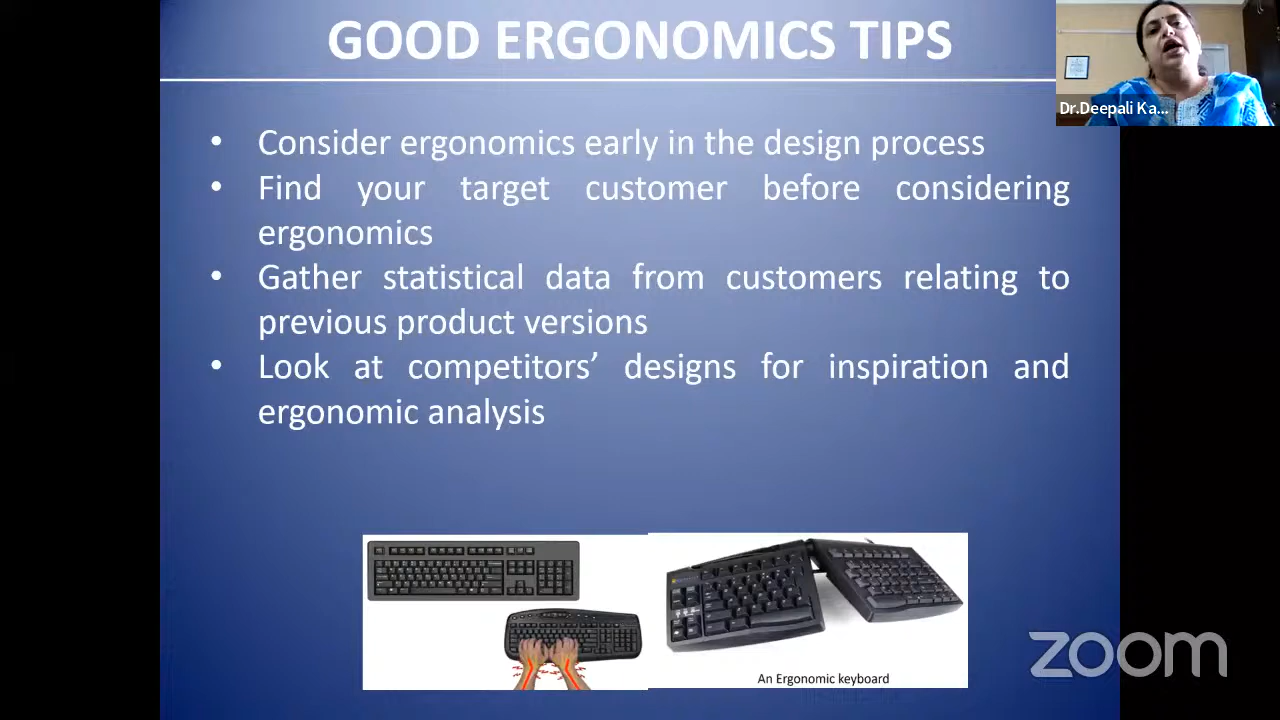 GOOD ERGONOMICS TIPS
Dr.Deepali Ka...
• Consider ergonomics early in the design process
• Find your target customer before considering
ergonomics
• Gather statistical data from customers relating to
previous product versions
• Look at competitors’ designs for inspiration and
ergonomic analysis
An Ergonomic keyboard
zoom